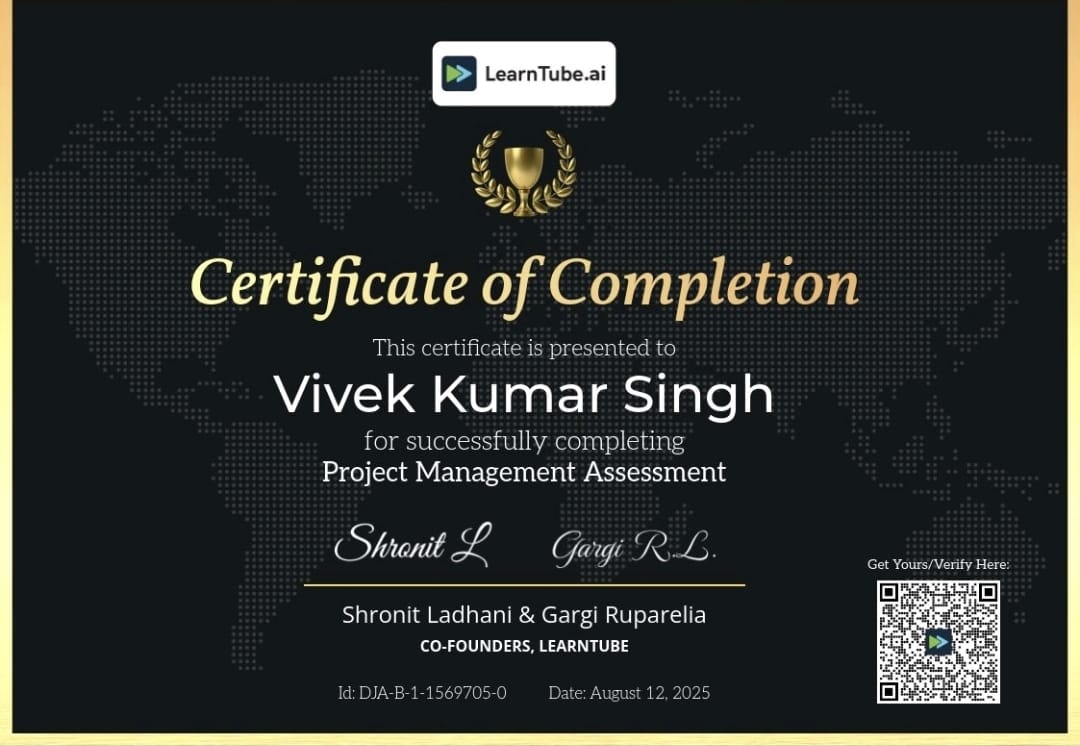 LearnTube.ai
Certificate of Completion
This certificate is presented to
Vivek Kumar Singh
for successfully completing
Project Management Assessment
Shronit L
Gargi R.L.
Shronit Ladhani & Gargi Ruparelia
CO-FOUNDERS, LEARNTUBE
Id: DJA-B-1-1569705-0
Date: August 12, 2025
Get Yours/Verify Here: